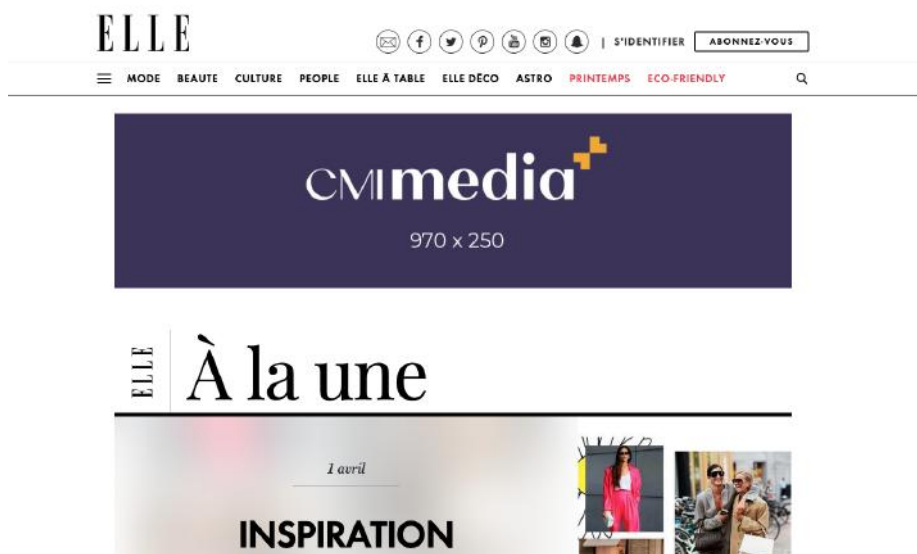 ELLE
| S'IDENTIFIER ABONNEZ-VOUS
MODE BEAUTE CULTURE PEOPLE ELLE À TABLE ELLE DÉCO ASTRO PRINTEMPS ECO-FRIENDLY
CMImedia
970 x 250
ELLE À la une
1 avril
INSPIRATION